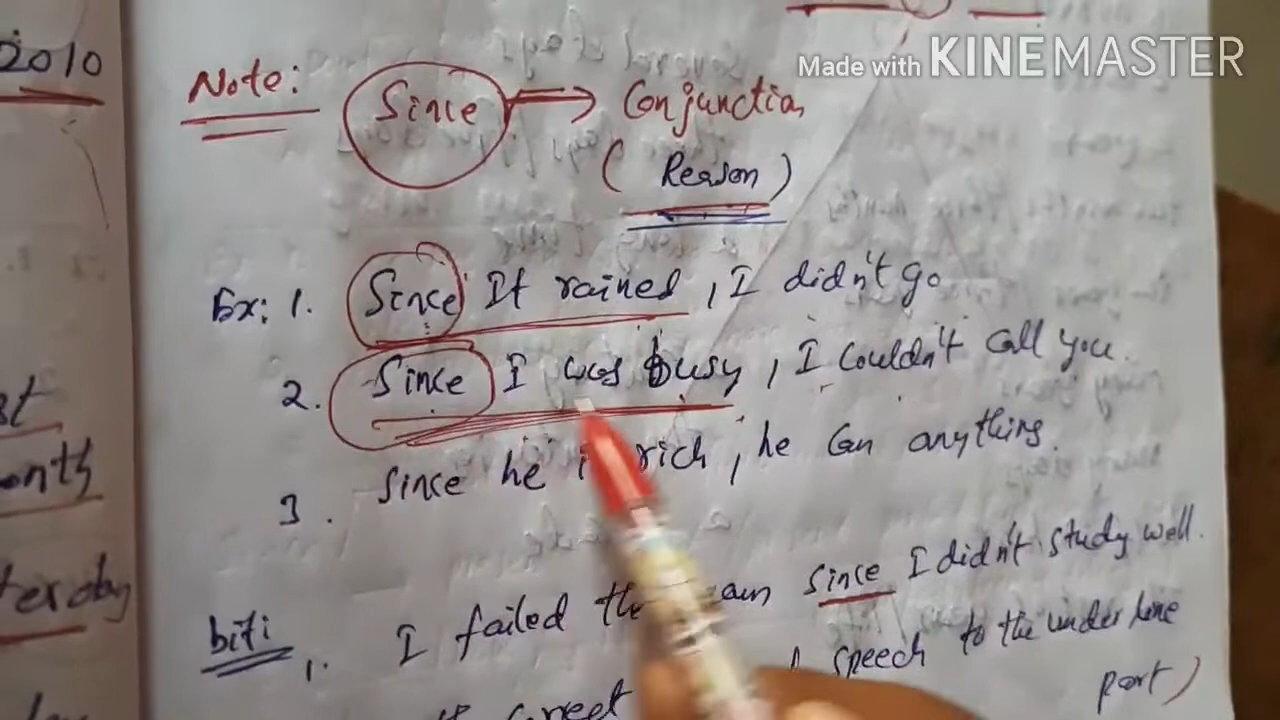 Made with KINEMASTER
2010
Note: Since → Conjunction
(Reason)
Ex: 1. Since It rained, I didn't go
2. Since I was busy, I couldn't call you.
3. Since he rich, he can anything.
biti
1. I failed since I didn't study well.
speech to the under line
part)